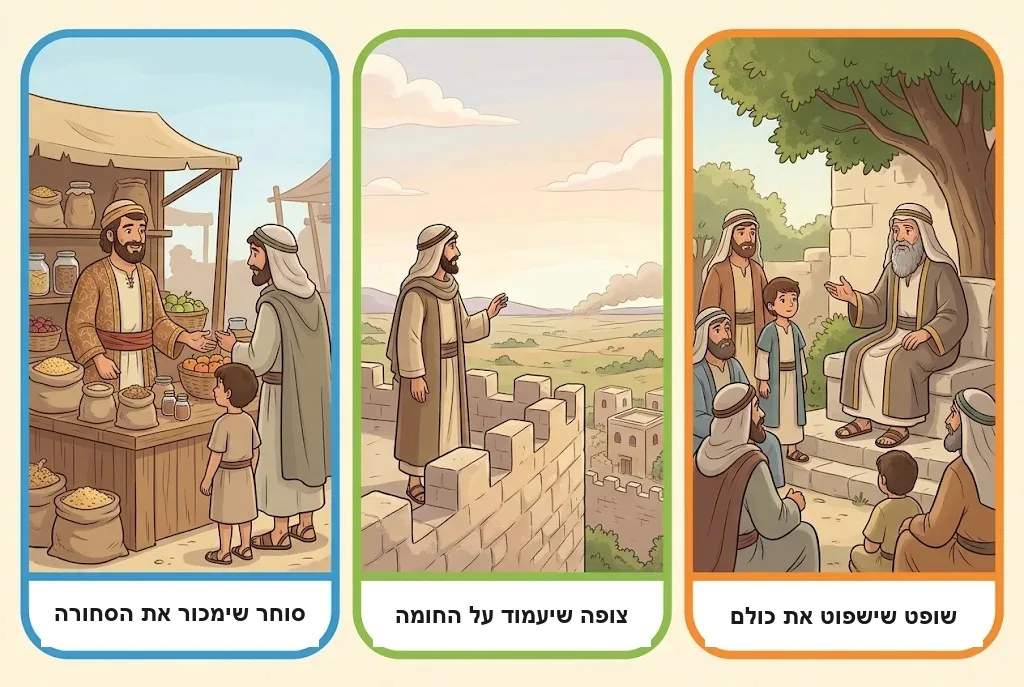 שופט שישפוט את כולם
צופה שיעמוד על החומה
סוחר שימכור את הסחורה